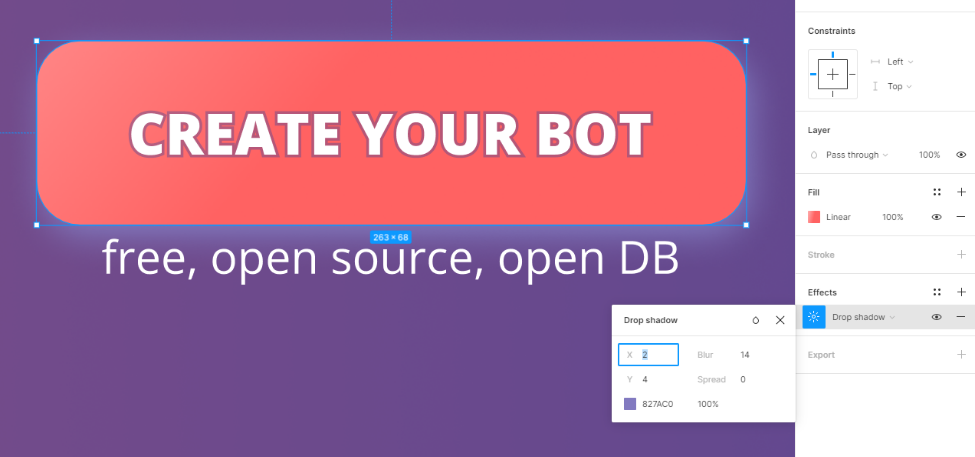 CREATE YOUR BOT
263 × 68
free, open source, open DB
Constraints
Left
Top
Layer
Pass through 100%
Fill
Linear 100%
Stroke
Effects
Drop shadow
Export
Drop shadow
X 2 Blur 14
Y 4 Spread 0
827AC0 100%